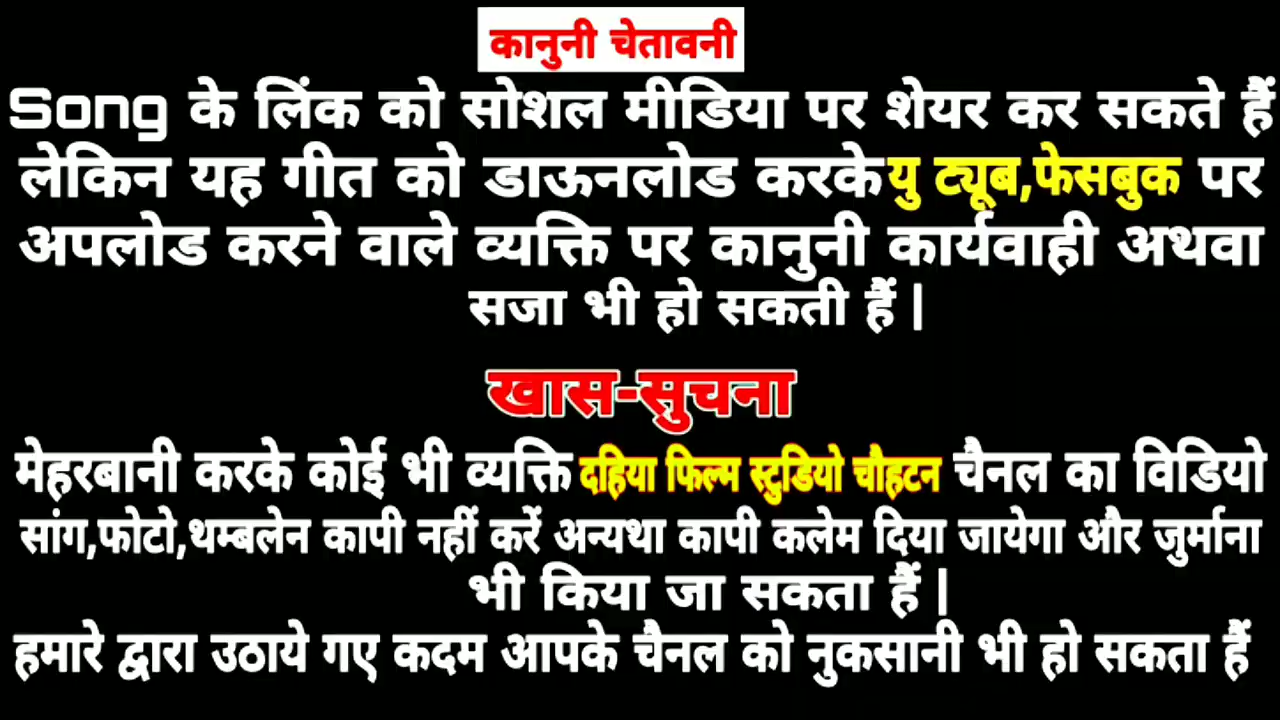 कानुनी चेतावनी
Song के लिंक को सोशल मीडिया पर शेयर कर सकते हैं
लेकिन यह गीत को डाऊनलोड करके यु ट्यूब,फेसबुक पर
अपलोड करने वाले व्यक्ति पर कानुनी कार्यवाही अथवा
सजा भी हो सकती हैं |
खास-सुचना
मेहरबानी करके कोई भी व्यक्ति दहिया फिल्म स्टुडियो चौहटन चैनल का विडियो
सांग,फोटो,थम्बलेन कापी नहीं करें अन्यथा कापी कलेम दिया जायेगा और जुर्माना
भी किया जा सकता हैं |
हमारे द्वारा उठाये गए कदम आपके चैनल को नुकसानी भी हो सकता हैं